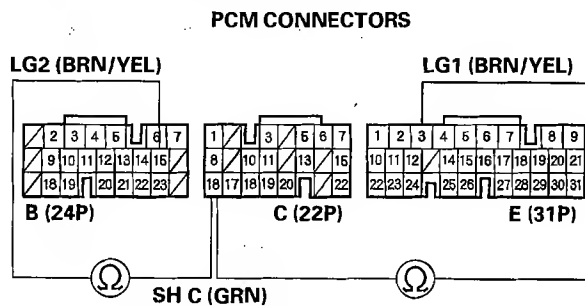 PCM CONNECTORS
LG2 (BRN/YEL)
LG1 (BRN/YEL)
2 3 4 5 6 7
9 10 11 12 13 14 15
18 19 20 21 22 23
B (24P)
1 3 5 6 7
8 10 11 13 15
16 17 18 19 20 22
C (22P)
1 2 3 4 5 6 7 8 9
10 11 12 14 15 16 17 18 19 20 21
22 23 24 25 26 27 28 29 30 31
E (31P)
Ω
SH C (GRN)
Ω